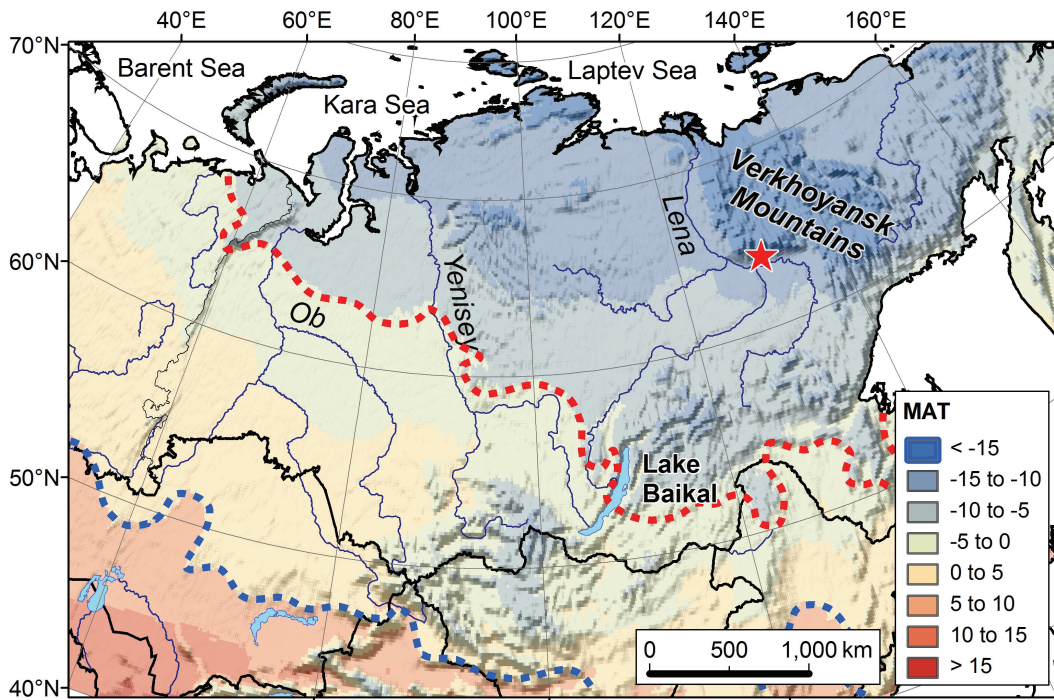 40°E 60°E 80°E 100°E 120°E 140°E 160°E
70°N
Barent Sea
Kara Sea
Laptev Sea
Verkhoyansk
Mountains
Lena
60°N
Yenisey
Ob
50°N
Lake
Baikal
40°N
MAT
< -15
-15 to -10
-10 to -5
-5 to 0
0 to 5
5 to 10
10 to 15
> 15
0 500 1,000 km